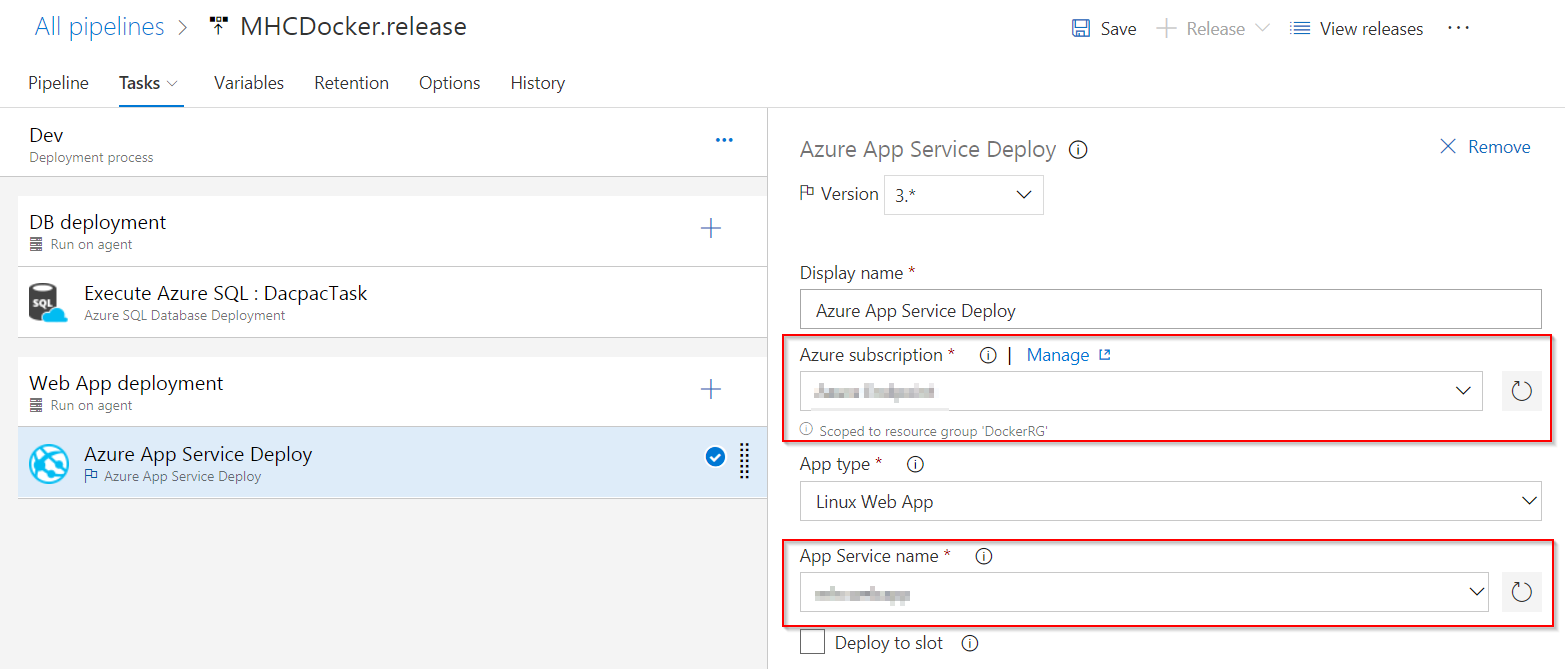 All pipelines > MHCDocker.release
Save Release View releases ...
Pipeline Tasks Variables Retention Options History
Dev
Deployment process
DB deployment
Run on agent
SQL
Execute Azure SQL : DacpacTask
Azure SQL Database Deployment
Web App deployment
Run on agent
Azure App Service Deploy
Azure App Service Deploy
Azure App Service Deploy
Remove
Version 3.*
Display name *
Azure App Service Deploy
Azure subscription * | Manage
Scoped to resource group 'DockerRG'
App type *
Linux Web App
App Service name *
Deploy to slot